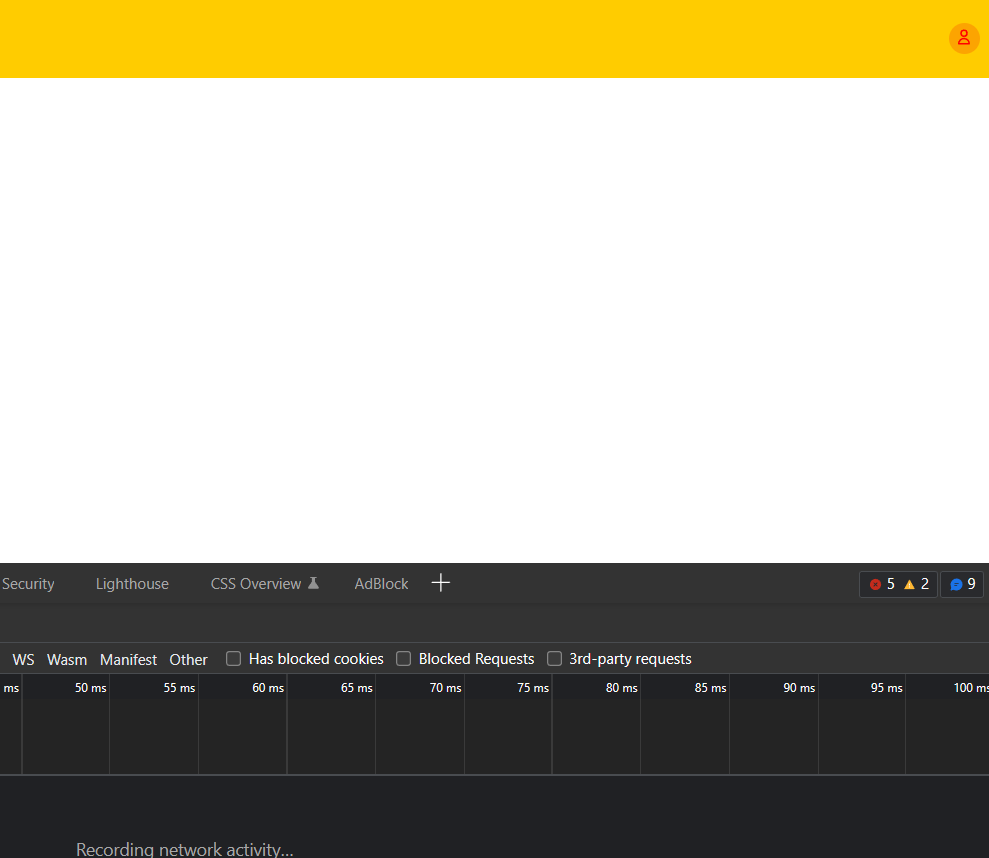 Security Lighthouse CSS Overview AdBlock 5 2 9
WS Wasm Manifest Other Has blocked cookies Blocked Requests 3rd-party requests
ms 50 ms 55 ms 60 ms 65 ms 70 ms 75 ms 80 ms 85 ms 90 ms 95 ms 100 ms
Recording network activity...